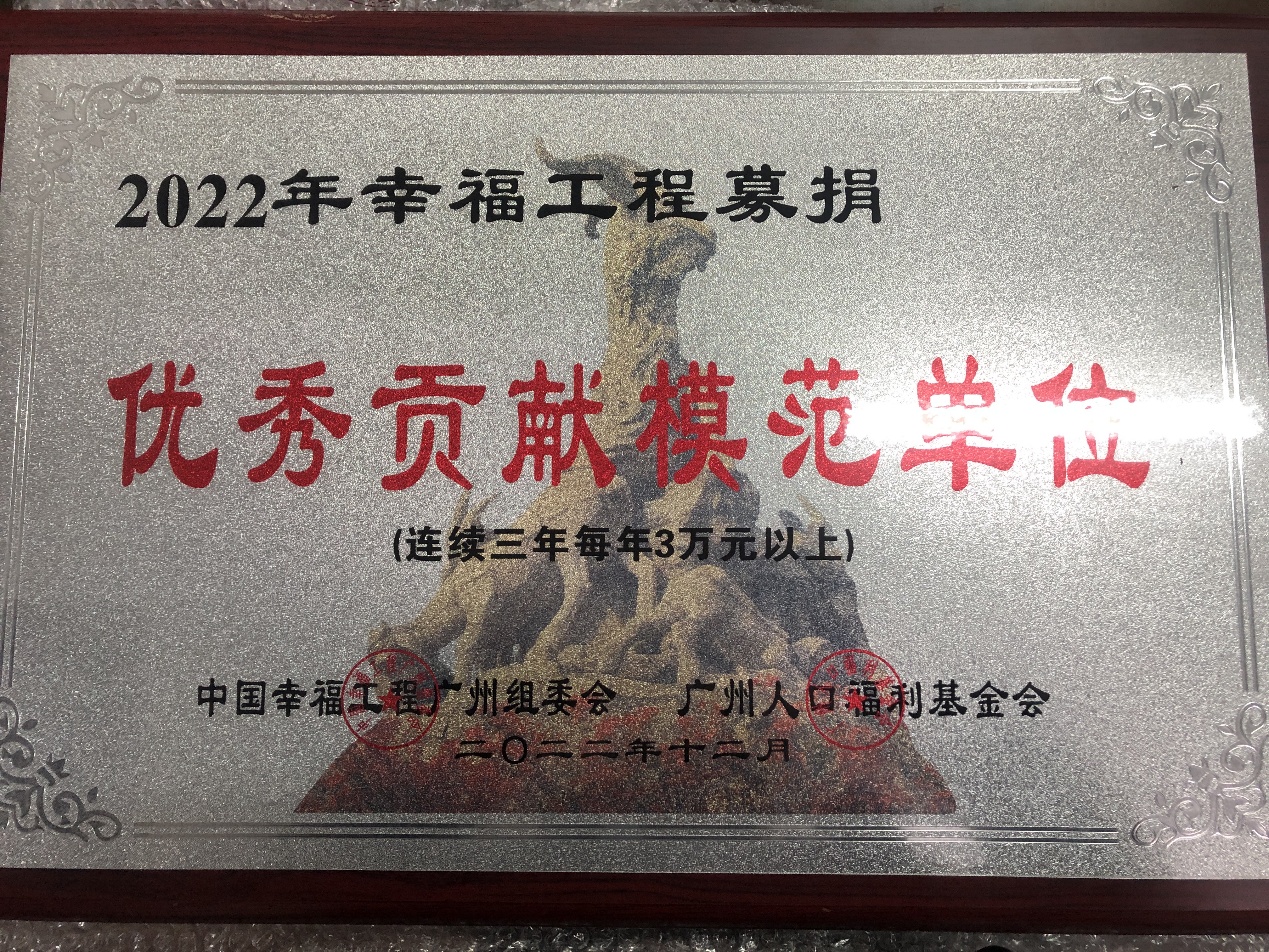 2022年幸福工程募捐
优秀贡献模范单位
(连续三年每年3万元以上)
中国幸福工程广州组委会 广州人口福利基金会
二〇二二年十二月